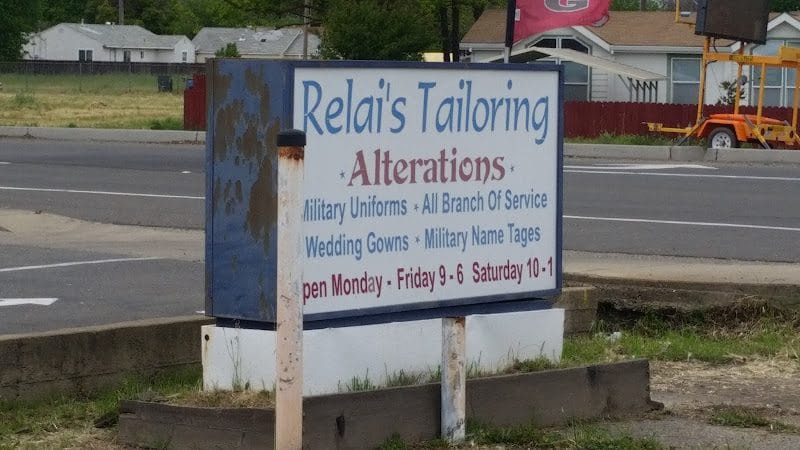 Relai's Tailoring
Alterations
Military Uniforms * All Branch Of Service
Wedding Gowns * Military Name Tages
pen Monday - Friday 9 - 6 Saturday 10 - 1
G